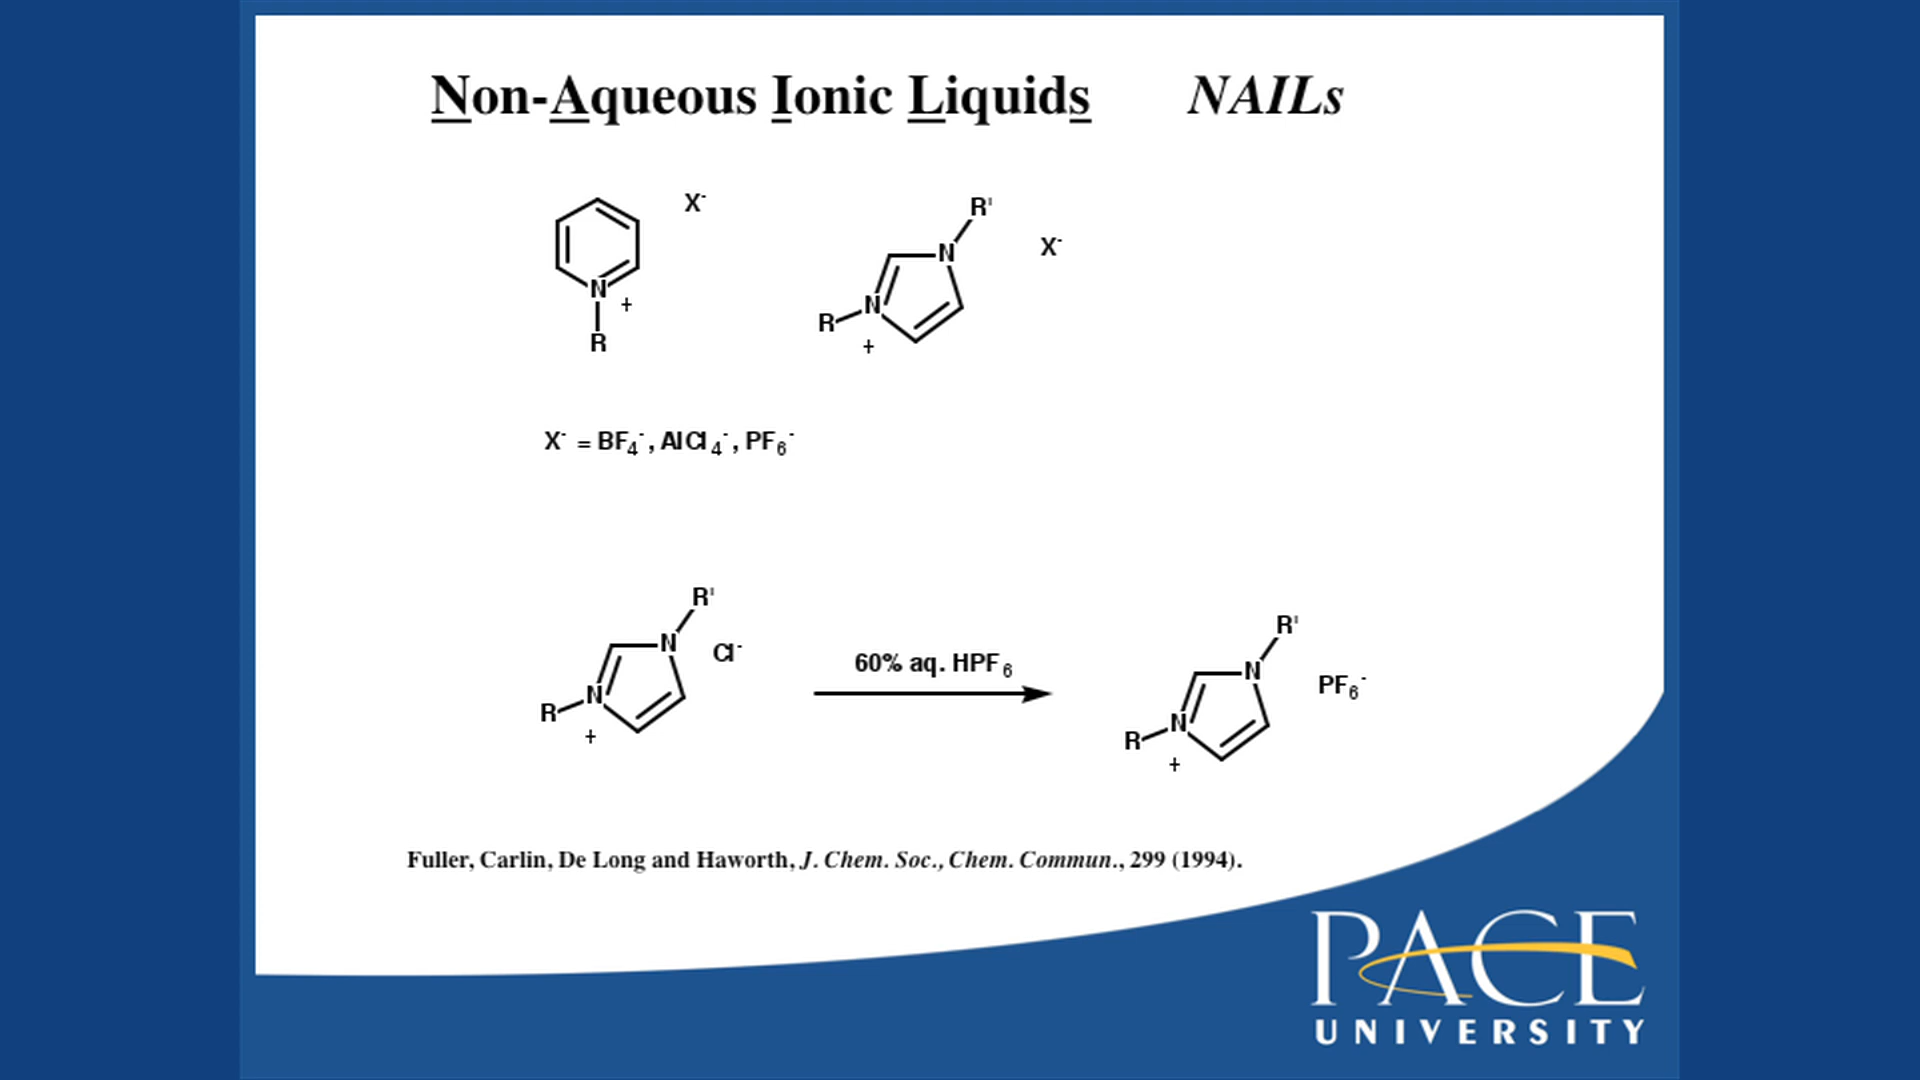 Non-Aqueous Ionic Liquids NAILs
X-
R'
X-
N
N
+
N
R
+
R
X- = BF4-, AlCl4-, PF6-
R'
N
Cl-
60% aq. HPF6
R'
N
PF6-
N
R
+
N
R
+
Fuller, Carlin, De Long and Haworth, J. Chem. Soc., Chem. Commun., 299 (1994).
PACE
UNIVERSITY